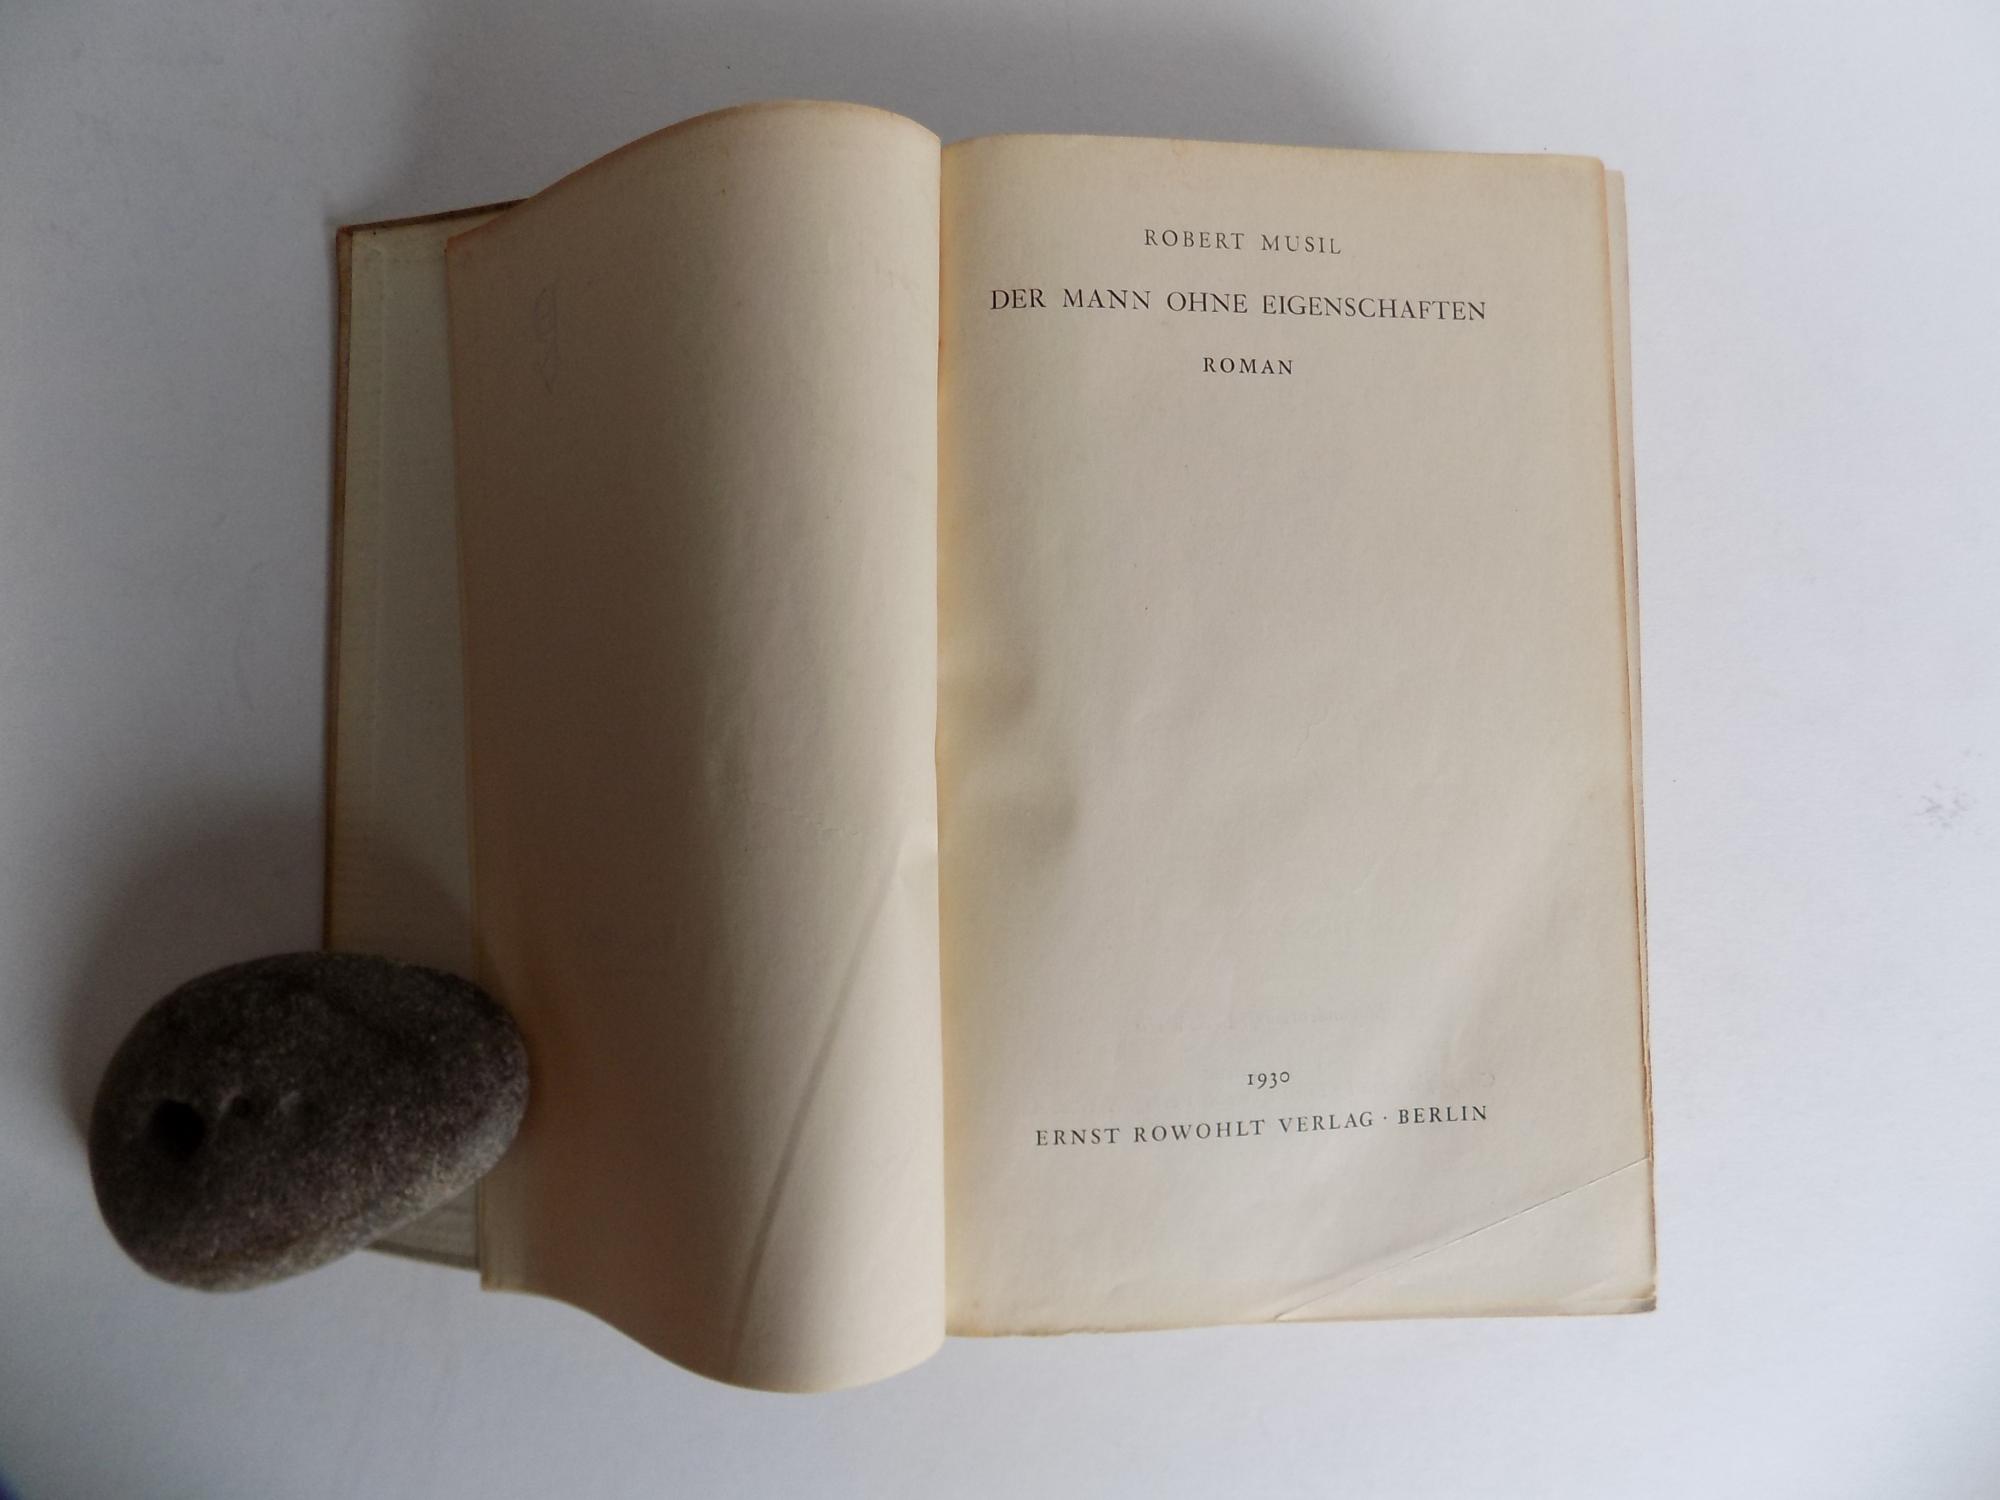 ROBERT MUSIL
DER MANN OHNE EIGENSCHAFTEN
ROMAN
1930
ERNST ROWOHLT VERLAG · BERLIN